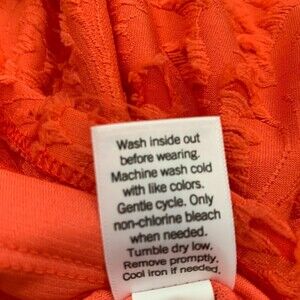 Wash inside out
before wearing.
Machine wash cold
with like colors.
Gentle cycle. Only
non-chlorine bleach
when needed.
Tumble dry low.
Remove promptly.
Cool iron if needed.